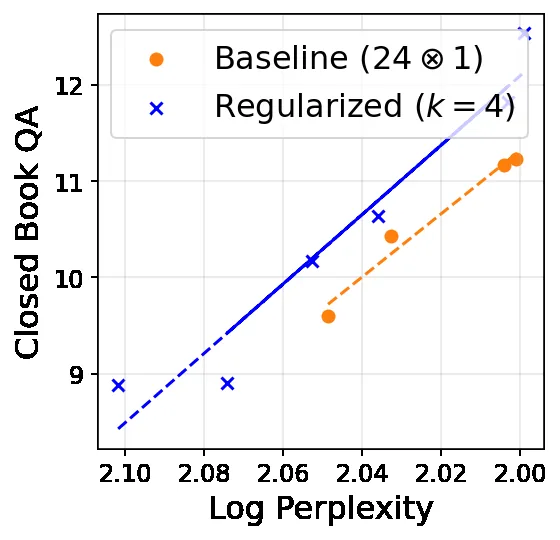 Baseline (24 ⊗ 1)
Regularized (k = 4)
Closed Book QA
12
11
10
9
2.10 2.08 2.06 2.04 2.02 2.00
Log Perplexity